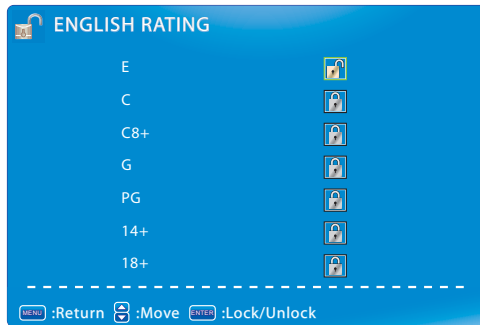 ENGLISH RATING
E
C
C8+
G
PG
14+
18+
MENU :Return :Move ENTER :Lock/Unlock